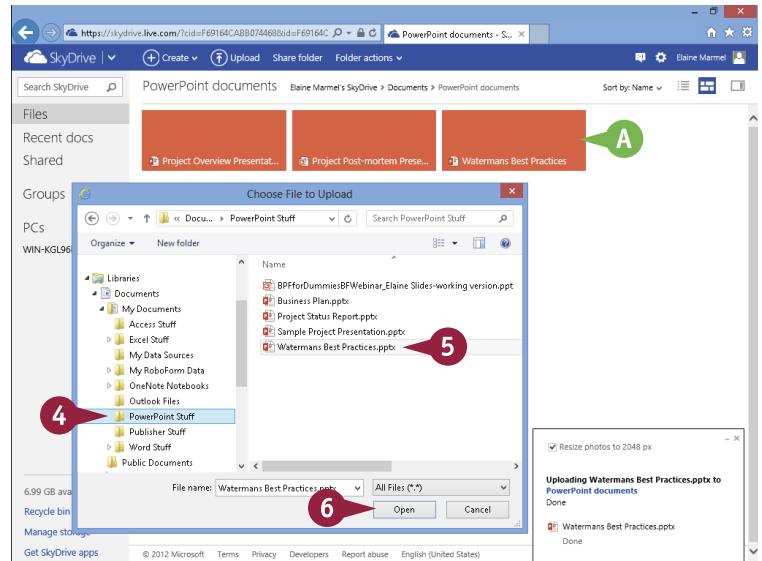 https://skydrive.live.com/?cid=F69164CABB074468&id=F69164C
PowerPoint documents - S...
SkyDrive
Create
Upload
Share folder
Folder actions
Elaine Marmel
Search SkyDrive
PowerPoint documents
Elaine Marmel's SkyDrive > Documents > PowerPoint documents
Sort by: Name
Files
Recent docs
Shared
Groups
PCs
WIN-KGL96
Project Overview Presentat...
Project Post-mortem Prese...
Watermans Best Practices
A
Choose File to Upload
« Docu... > PowerPoint Stuff
Search PowerPoint Stuff
Organize
New folder
Libraries
Documents
My Documents
Access Stuff
Excel Stuff
My Data Sources
My RoboForm Data
OneNote Notebooks
Outlook Files
PowerPoint Stuff
Publisher Stuff
Word Stuff
Public Documents
4
Name
BPFforDummiesBFWebinar_Elaine Slides-working version.ppt
Business Plan.pptx
Project Status Report.pptx
Sample Project Presentation.pptx
Watermans Best Practices.pptx
5
File name:
Watermans Best Practices.pptx
All Files (*.*)
6
Open
Cancel
6.99 GB ava
Recycle bin
Manage storage
Get SkyDrive apps
© 2012 Microsoft
Terms
Privacy
Developers
Report abuse
English (United States)
Resize photos to 2048 px
Uploading Watermans Best Practices.pptx to
PowerPoint documents
Done
Watermans Best Practices.pptx
Done